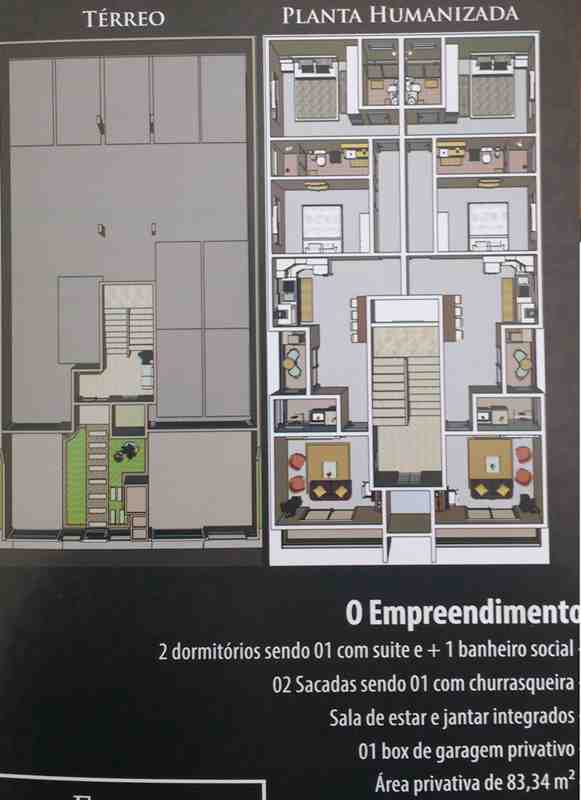 TÉRREO
PLANTA HUMANIZADA
O Empreendimento
2 dormitórios sendo 01 com suite e + 1 banheiro social -
02 Sacadas sendo 01 com churrasqueira -
Sala de estar e jantar integrados
01 box de garagem privativo
Área privativa de 83,34 m²